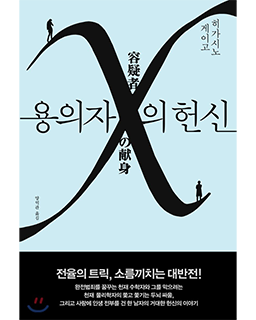 히가시노
게이고
容疑者
용의자 X의 헌신
の献身
양억관 옮김
전율의 트릭, 소름끼치는 대반전!
완전범죄를 꿈꾸는 천재 수학자와 그를 막으려는
천재 물리학자의 쫓고 쫓기는 두뇌 싸움,
그리고 사랑에 인생 전부를 건 한 남자의 거대한 헌신의 이야기